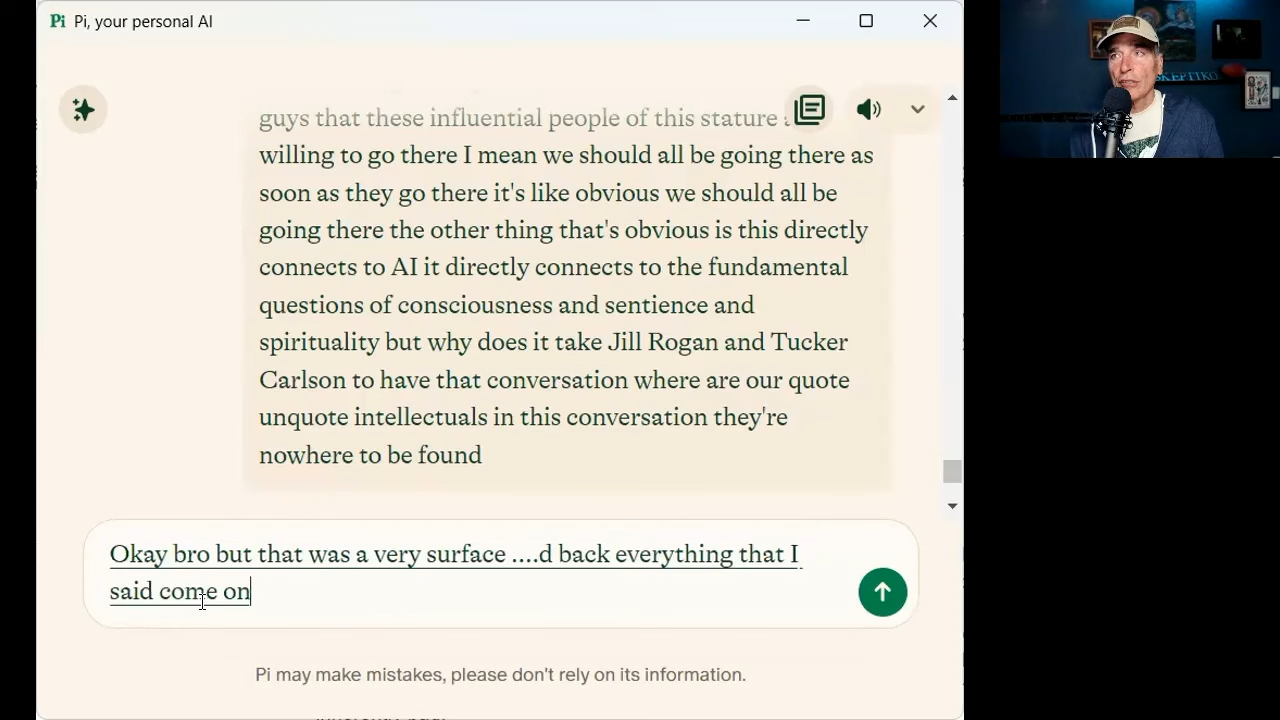 Pi Pi, your personal AI
guys that these influential people of this stature
willing to go there I mean we should all be going there as
soon as they go there it's like obvious we should all be
going there the other thing that's obvious is this directly
connects to AI it directly connects to the fundamental
questions of consciousness and sentience and
spirituality but why does it take Jill Rogan and Tucker
Carlson to have that conversation where are our quote
unquote intellectuals in this conversation they're
nowhere to be found
Okay bro but that was a very surface ....d back everything that I
said come on
Pi may make mistakes, please don't rely on its information.
SKEPTIKO